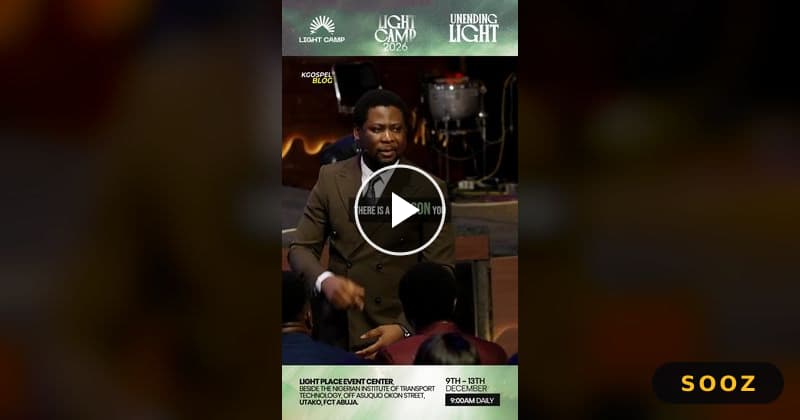 LIGHT CAMP
LIGHT
CAMP
2026
UNENDING
LIGHT
KGOSPEL
BLOG
THERE IS A
YOU
LIGHT PLACE EVENT CENTER,
BESIDE THE NIGERIAN INSTITUTE OF TRANSPORT
TECHNOLOGY, OFF ASUQUO OKON STREET,
UTAKO, FCT ABUJA.
9TH – 13TH
DECEMBER
9:00AM DAILY
SOOZ